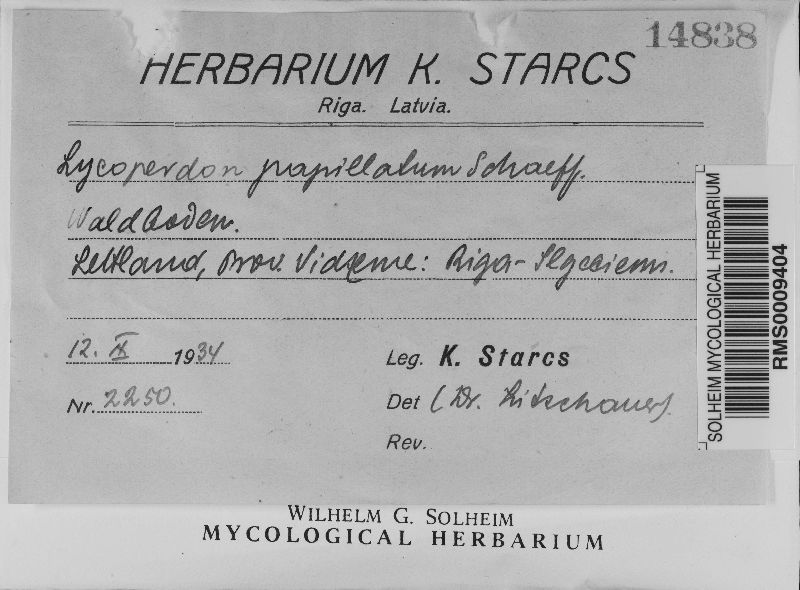 14838
HERBARIUM K. STARCS
Riga. Latvia.
Lycoperdon papillatum Schaeff.
Waldboden.
Lettland, Prov. Vidzeme: Riga-
12. IX 1934
Leg. K. Starcs
Nr. 2250.
Det (Dr. Litschauer).
Rev.
WILHELM G. SOLHEIM
MYCOLOGICAL HERBARIUM
SOLHEIM MYCOLOGICAL HERBARIUM
RMS0009404